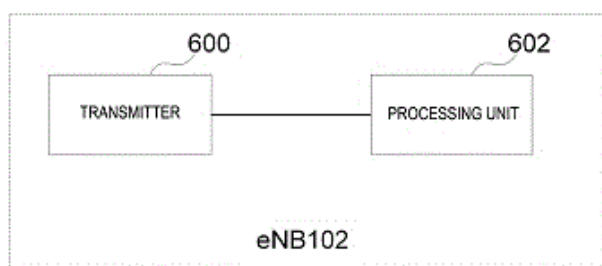 600
602
TRANSMITTER
PROCESSING UNIT
eNB102